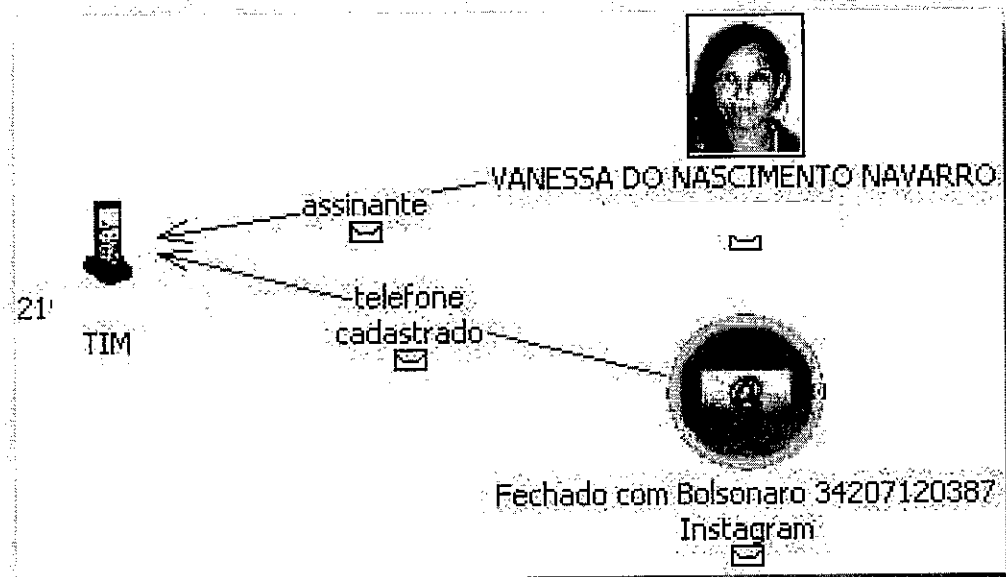 VANESSA DO NASCIMENTO NAVARRO
assinante
telefone
cadastrado
21
TIM
Fechado com Bolsonaro 34207120387
Instagram